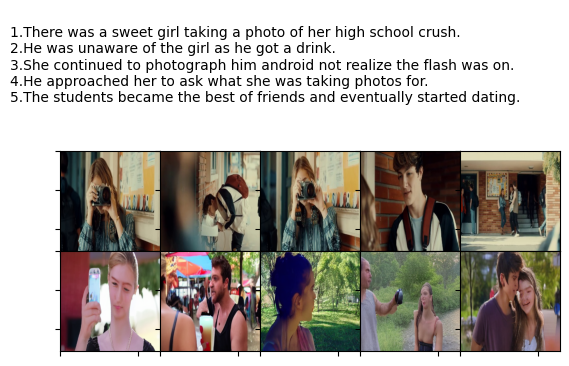 1.There was a sweet girl taking a photo of her high school crush.
2.He was unaware of the girl as he got a drink.
3.She continued to photograph him android not realize the flash was on.
4.He approached her to ask what she was taking photos for.
5.The students became the best of friends and eventually started dating.